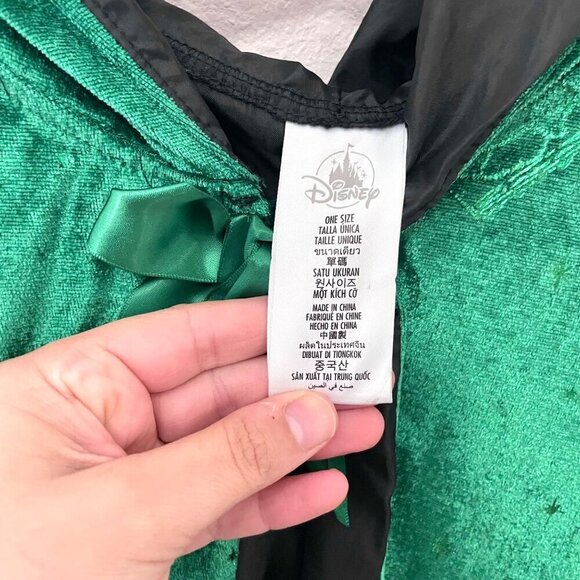 Disney
ONE SIZE
TALLA ÚNICA
TAILLE UNIQUE
ขนาดเดียว
單碼
SATU UKURAN
원사이즈
MỘT KÍCH CỠ
MADE IN CHINA
FABRIQUÉ EN CHINE
HECHO EN CHINA
中國製
ผลิตในประเทศจีน
DIBUAT DI TIONGKOK
중국산
SẢN XUẤT TẠI TRUNG QUỐC
صنع في الصين